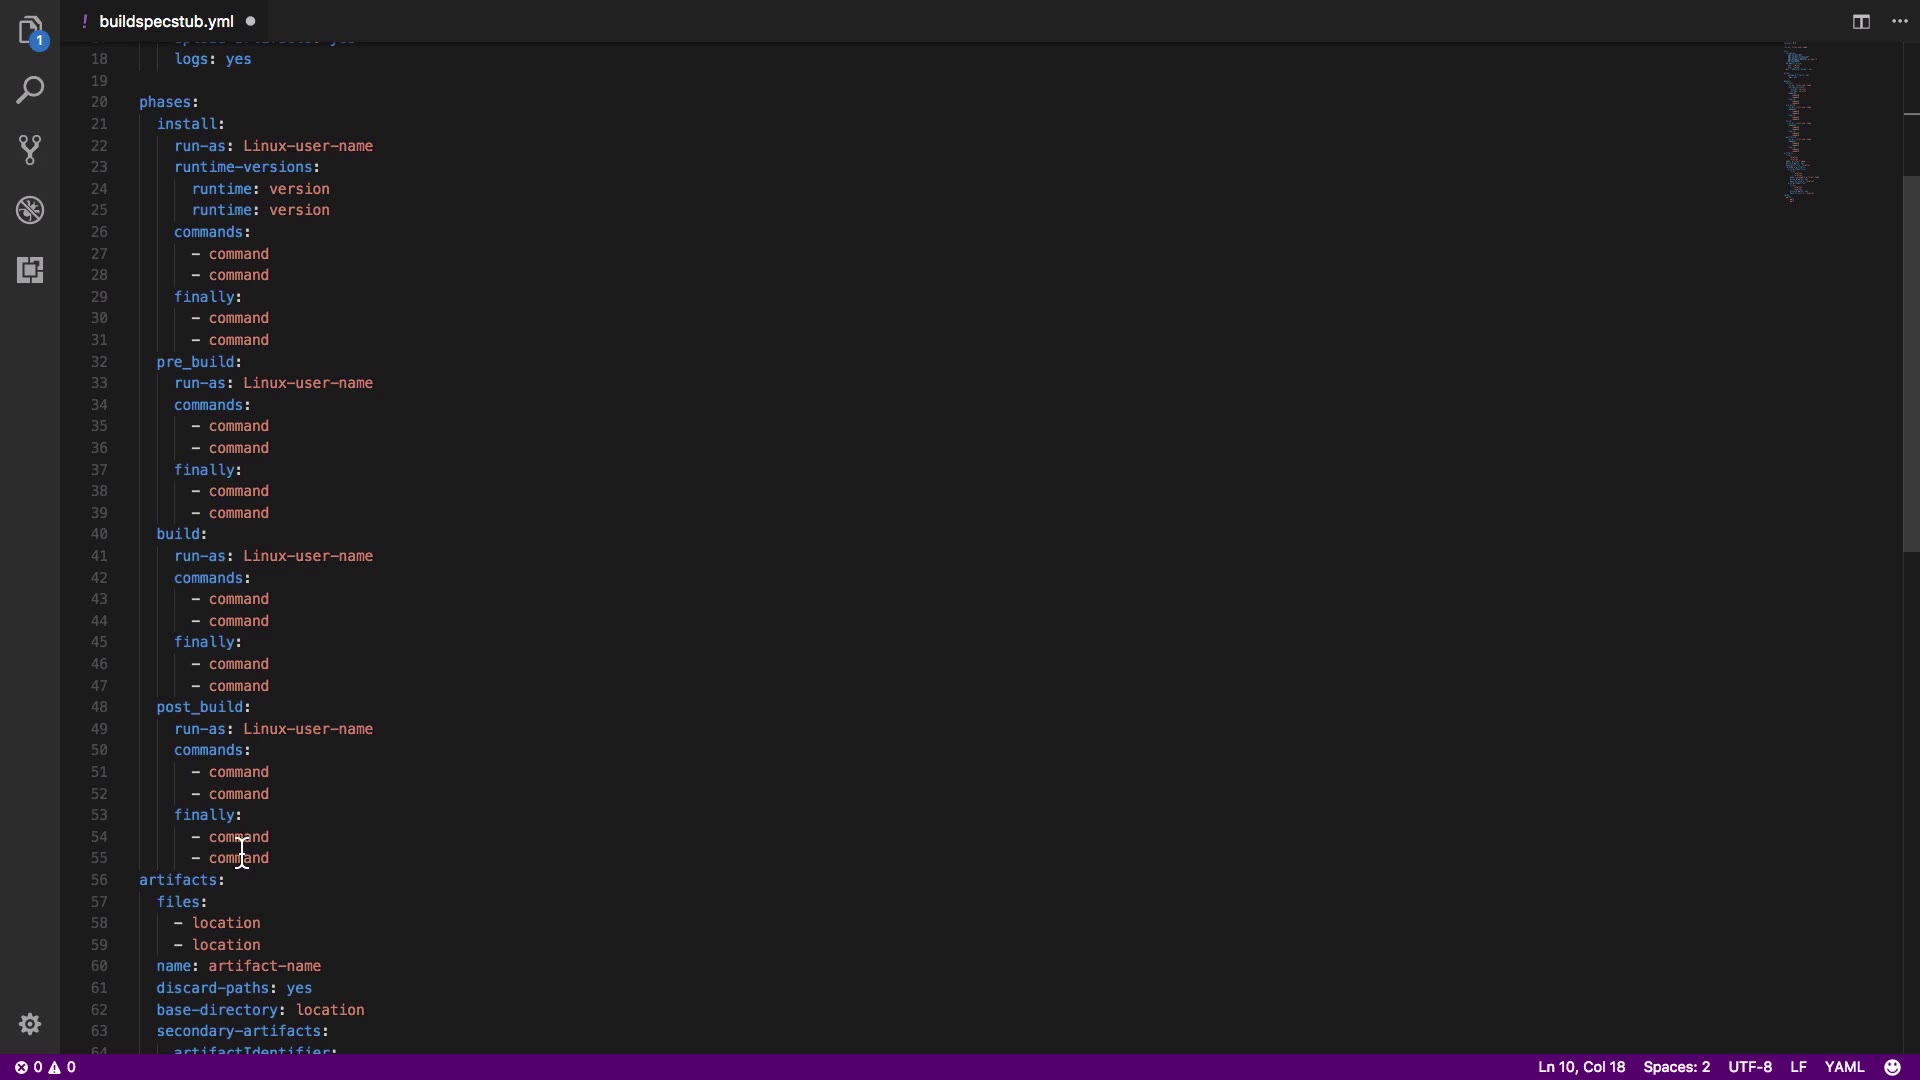 1
! buildspecstub.yml
18 logs: yes
19
20 phases:
21 install:
22 run-as: Linux-user-name
23 runtime-versions:
24 runtime: version
25 runtime: version
26 commands:
27 - command
28 - command
29 finally:
30 - command
31 - command
32 pre_build:
33 run-as: Linux-user-name
34 commands:
35 - command
36 - command
37 finally:
38 - command
39 - command
40 build:
41 run-as: Linux-user-name
42 commands:
43 - command
44 - command
45 finally:
46 - command
47 - command
48 post_build:
49 run-as: Linux-user-name
50 commands:
51 - command
52 - command
53 finally:
54 - command
55 - command
56 artifacts:
57 files:
58 - location
59 - location
60 name: artifact-name
61 discard-paths: yes
62 base-directory: location
63 secondary-artifacts:
64 artifactIdentifier:
0 0 Ln 10, Col 18 Spaces: 2 UTF-8 LF YAML